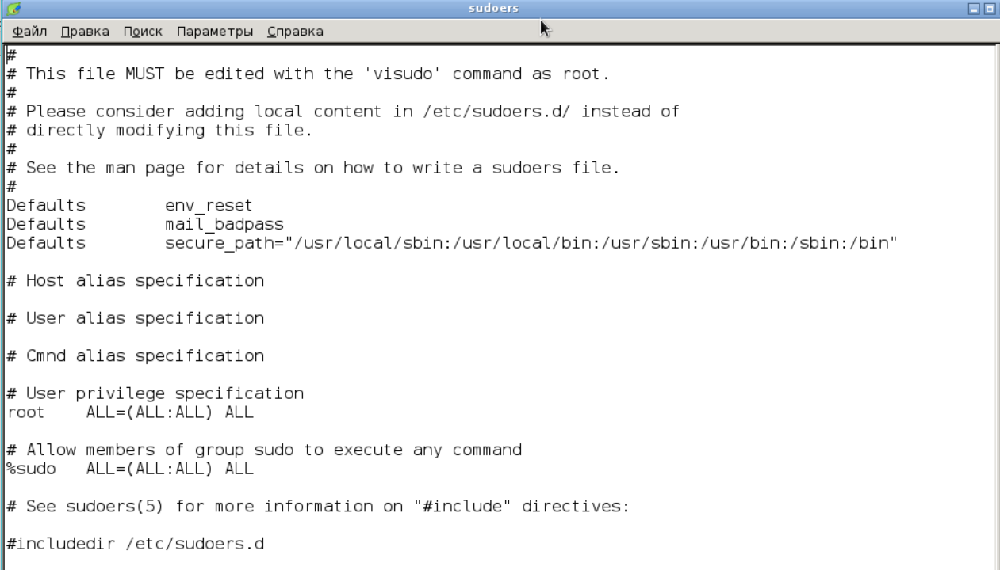 sudoers
Файл Правка Поиск Параметры Справка
#
# This file MUST be edited with the 'visudo' command as root.
#
# Please consider adding local content in /etc/sudoers.d/ instead of
# directly modifying this file.
#
# See the man page for details on how to write a sudoers file.
#
Defaults        env_reset
Defaults        mail_badpass
Defaults        secure_path="/usr/local/sbin:/usr/local/bin:/usr/sbin:/usr/bin:/sbin:/bin"
# Host alias specification
# User alias specification
# Cmnd alias specification
# User privilege specification
root    ALL=(ALL:ALL) ALL
# Allow members of group sudo to execute any command
%sudo   ALL=(ALL:ALL) ALL
# See sudoers(5) for more information on "#include" directives:
#includedir /etc/sudoers.d